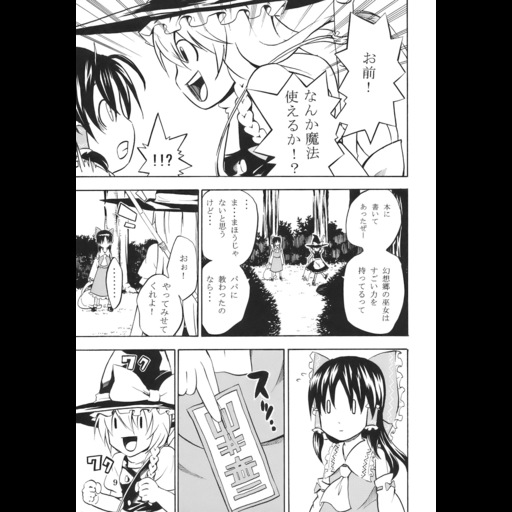 お前！
なんか魔法
使えるか！？
！！？
本に
書いて
あったぜー
幻想郷の巫女は
すごい力を
持ってるって
ま・・・まほうじゃ
ないと思う
けど・・・
パパに
教わったの
なら・・・
おぉ！
やってみせて
くれよ！
・・・・・
スッ・・・
ワク
ワク
9